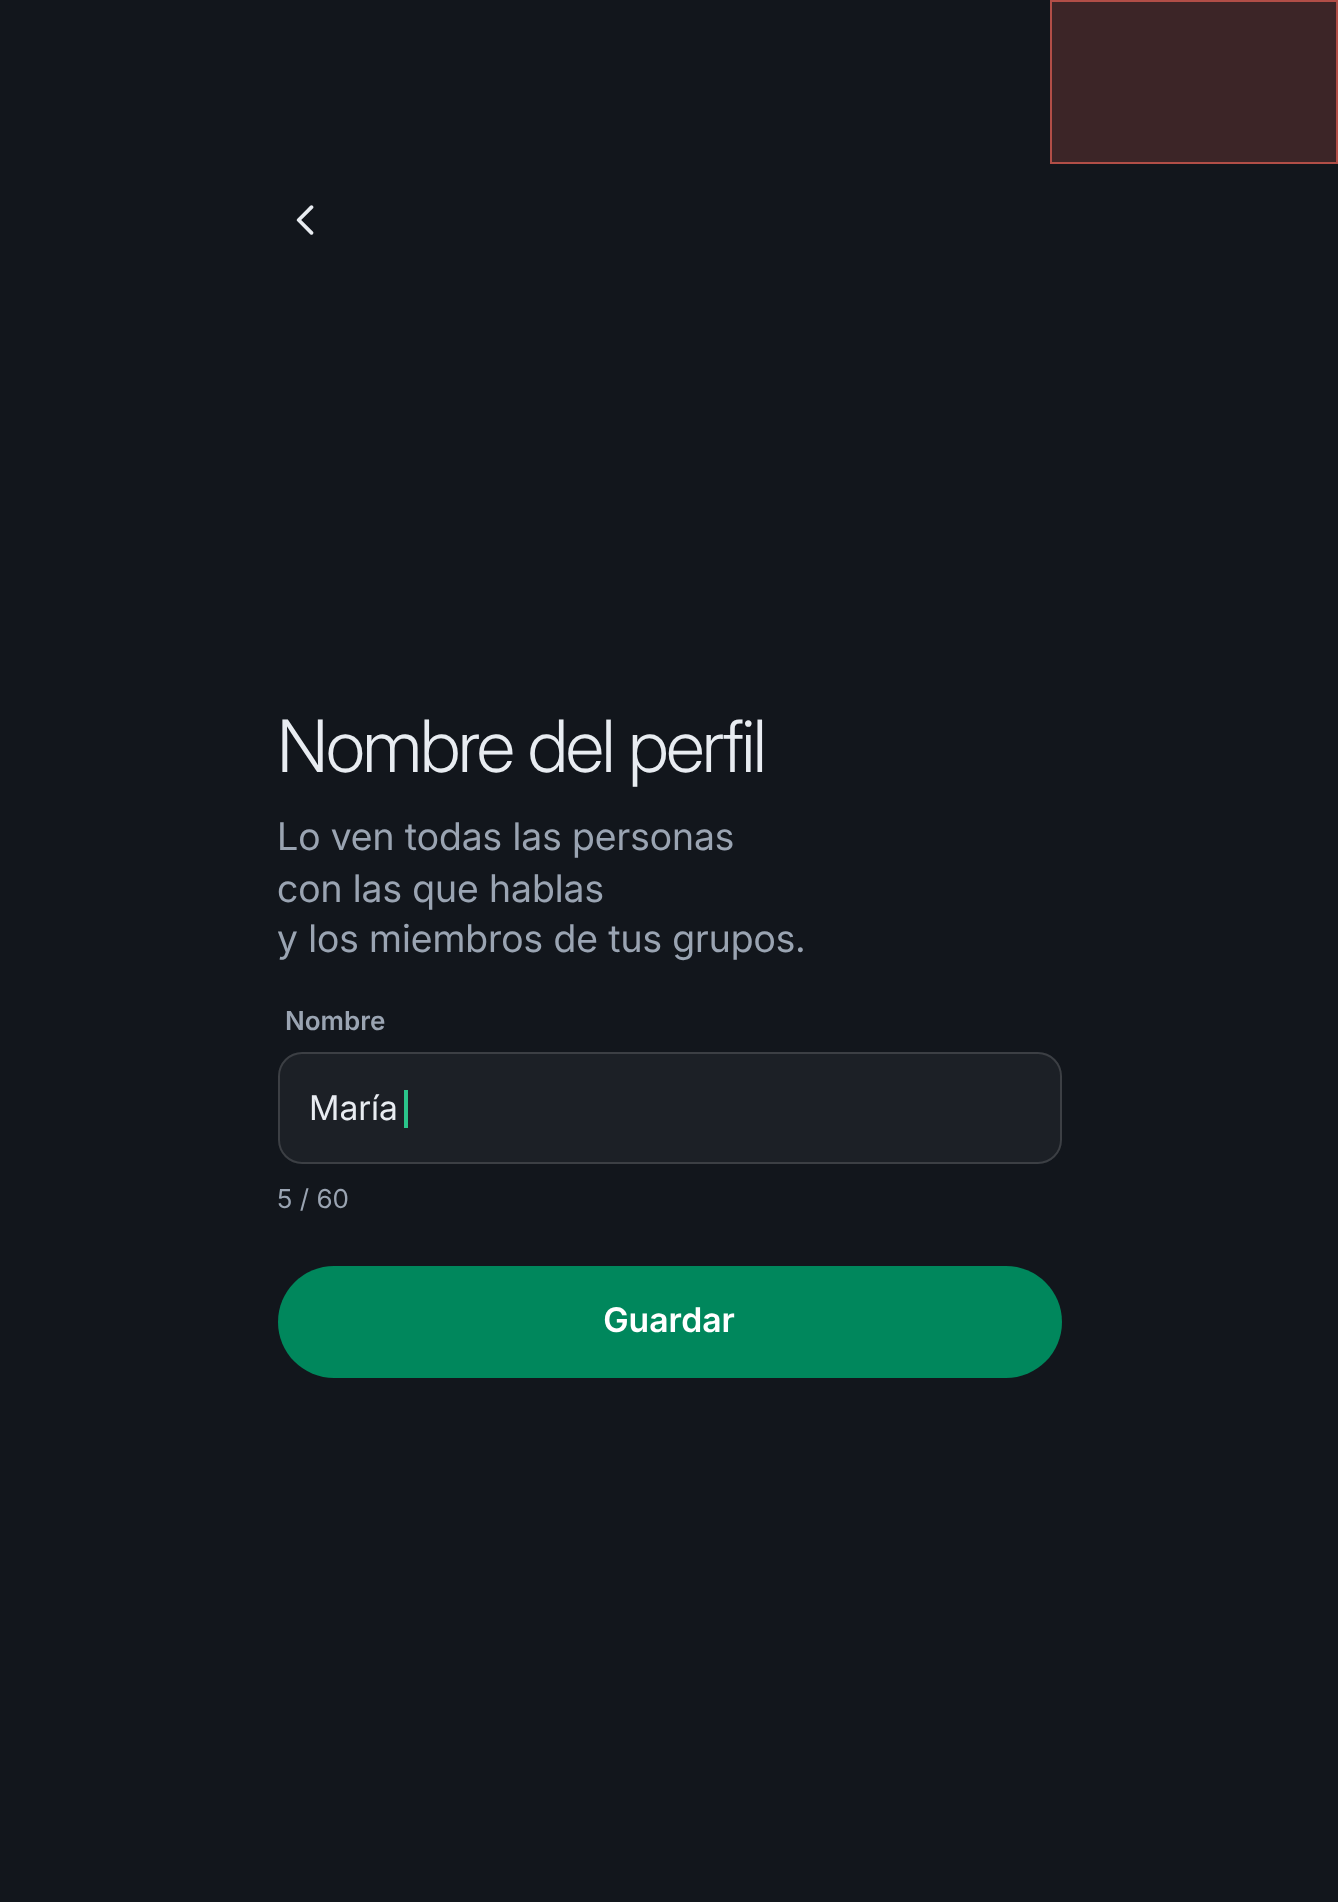 Nombre del perfil
Lo ven todas las personas
con las que hablas
y los miembros de tus grupos.
Nombre
María
5 / 60
Guardar